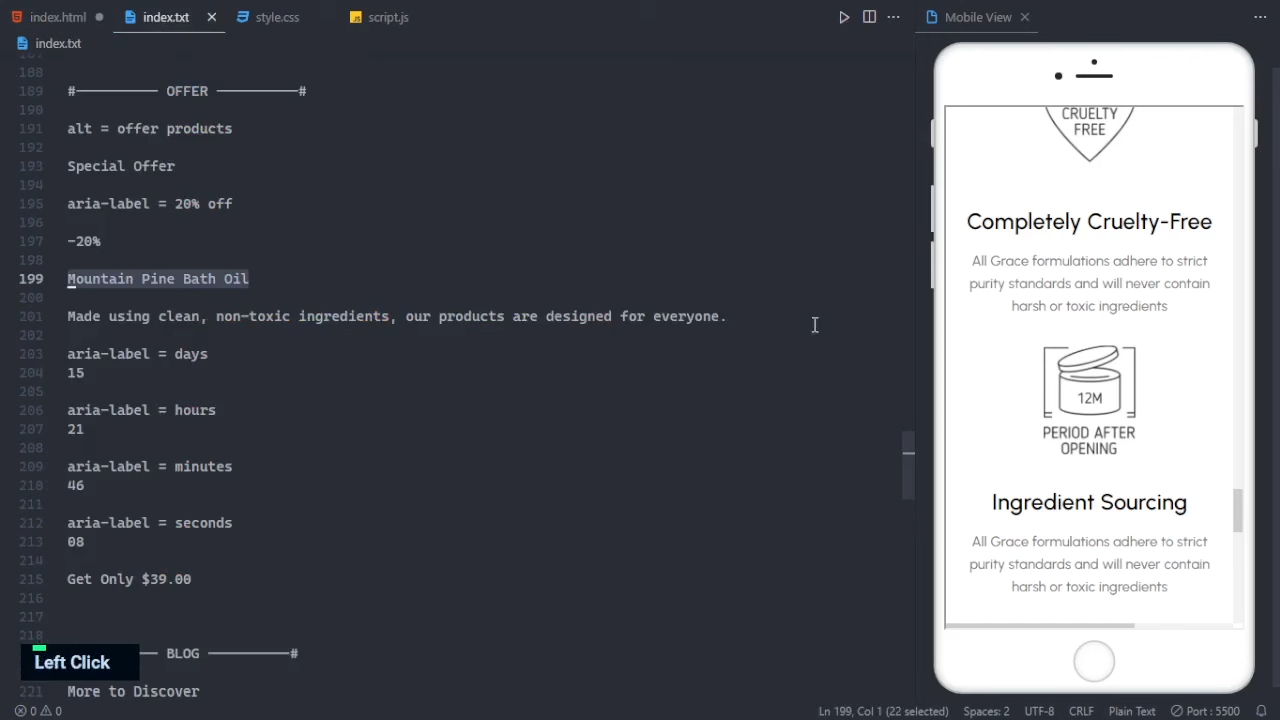 index.html
index.txt
style.css
script.js
Mobile View
index.txt
188
189 #────────── OFFER ──────────#
190
191 alt = offer products
192
193 Special Offer
194
195 aria-label = 20% off
196
197 -20%
198
199 Mountain Pine Bath Oil
200
201 Made using clean, non-toxic ingredients, our products are designed for everyone.
202
203 aria-label = days
204 15
205
206 aria-label = hours
207 21
208
209 aria-label = minutes
210 46
211
212 aria-label = seconds
213 08
214
215 Get Only $39.00
216
217
218
── BLOG ──────────#
221 More to Discover
Left Click
CRUELTY
FREE
Completely Cruelty-Free
All Grace formulations adhere to strict
purity standards and will never contain
harsh or toxic ingredients
12M
PERIOD AFTER
OPENING
Ingredient Sourcing
All Grace formulations adhere to strict
purity standards and will never contain
harsh or toxic ingredients
0 0
Ln 199, Col 1 (22 selected)
Spaces: 2
UTF-8
CRLF
Plain Text
Port : 5500